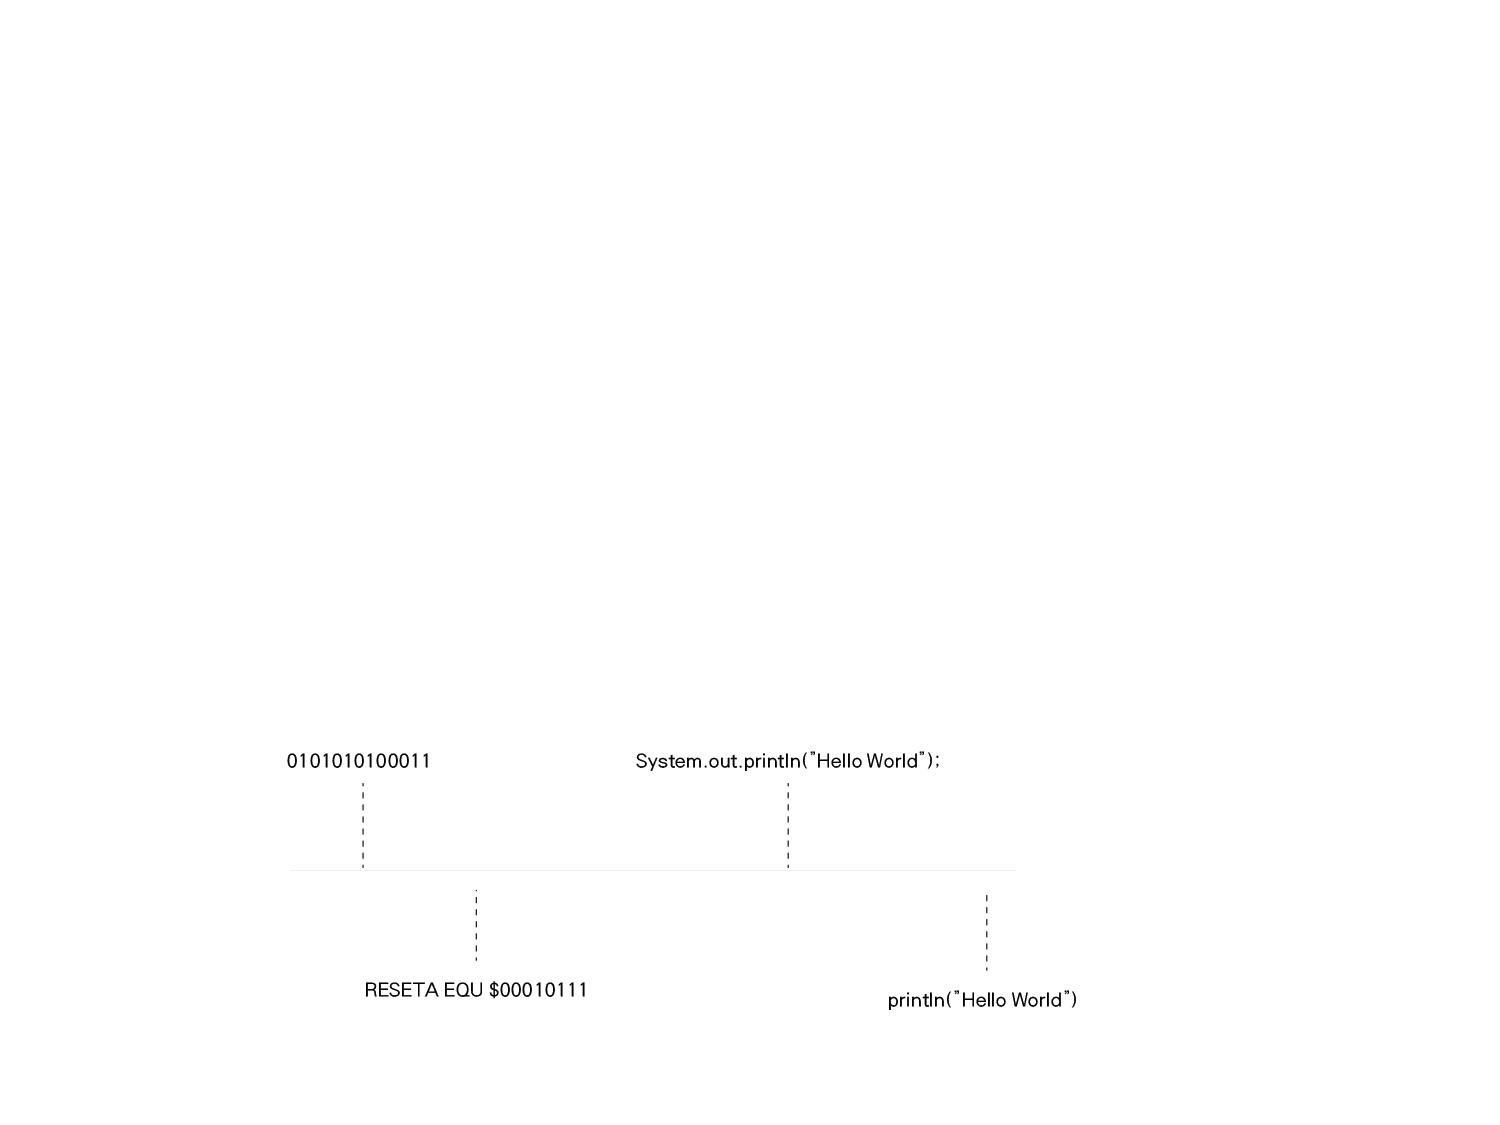 0101010100011
System.out.println("Hello World");
RESETA EQU $00010111
println("Hello World")